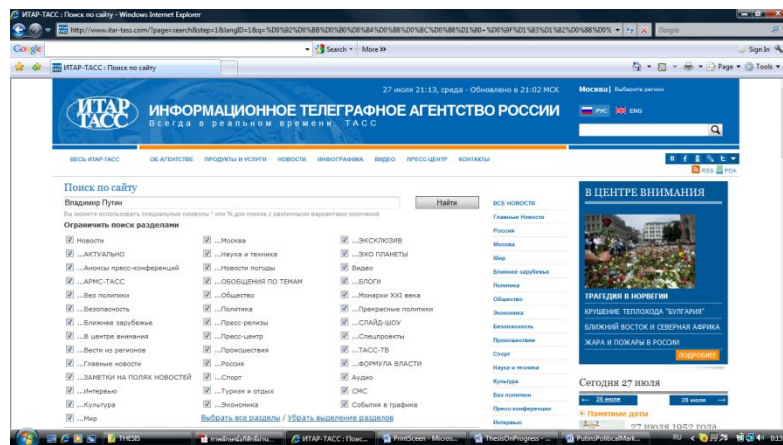 ИТАР-ТАСС : Поиск по сайту - Windows Internet Explorer
Google
Google
Search
More >>
Sign In
ИТАР-ТАСС : Поиск по сайту
Page
Tools
27 июля 21:13, среда - Обновлено в 21:02 МСК
Москва| Выберите регион
ИТАР
ТАСС
ИНФОРМАЦИОННОЕ ТЕЛЕГРАФНОЕ АГЕНТСТВО РОССИИ
Всегда в реальном времени. ТАСС
РУС ENG
ВЕСЬ ИТАР-ТАСС ОБ АГЕНТСТВЕ ПРОДУКТЫ И УСЛУГИ НОВОСТИ ИНФОГРАФИКА ВИДЕО ПРЕСС-ЦЕНТР КОНТАКТЫ
RSS PDA
Поиск по сайту
Владимир Путин
Найти
Вы можете использовать специальные символы * или % для поиска с различными вариантами окончания
Ограничить поиск разделами
Новости
...АКТУАЛЬНО
...Анонсы пресс-конференций
...АРМС-ТАСС
...Без политики
...Безопасность
...Ближнее зарубежье
...В центре внимания
...Вести из регионов
...Главные новости
...ЗАМЕТКИ НА ПОЛЯХ НОВОСТЕЙ
...Интервью
...Культура
...Мир
...Москва
...Наука и техника
...Новости погоды
...ОБОБЩЕНИЯ ПО ТЕМАМ
...Общество
...Политика
...Пресс-релизы
...Пресс-центр
...Происшествия
...Россия
...Спорт
...Туризм и отдых
...Экономика
...ЭКСКЛЮЗИВ
...ЭХО ПЛАНЕТЫ
Видео
...БЛОГИ
...Монархи XXI века
...Прекрасные политики
...СЛАЙД-ШОУ
...Спецпроекты
...ТАСС-ТВ
...ФОРМУЛА ВЛАСТИ
Аудио
СМС
События в графике
Выбрать все разделы / Убрать выделение разделов
ВСЕ НОВОСТИ
Главные Новости
Россия
Москва
Мир
Ближнее зарубежье
Политика
Общество
Экономика
Безопасность
Происшествия
Спорт
Наука и техника
Культура
Без политики
Пресс-конференции
Интервью
В ЦЕНТРЕ ВНИМАНИЯ
ТРАГЕДИЯ В НОРВЕГИИ
КРУШЕНИЕ ТЕПЛОХОДА "БУЛГАРИЯ"
БЛИЖНИЙ ВОСТОК И СЕВЕРНАЯ АФРИКА
ЖАРА И ПОЖАРЫ В РОССИИ
ПОДРОБНЕЕ
Сегодня 27 июля
← 26 июля
28 июля →
Памятные даты
27 ИЮЛЯ 1952 ГОДА
THESIS
ИТАР-ТАСС : Поис...
PrintSceen - Micros...
ThesisOnProgress - ...
PutinsPoliticalMark...
RU